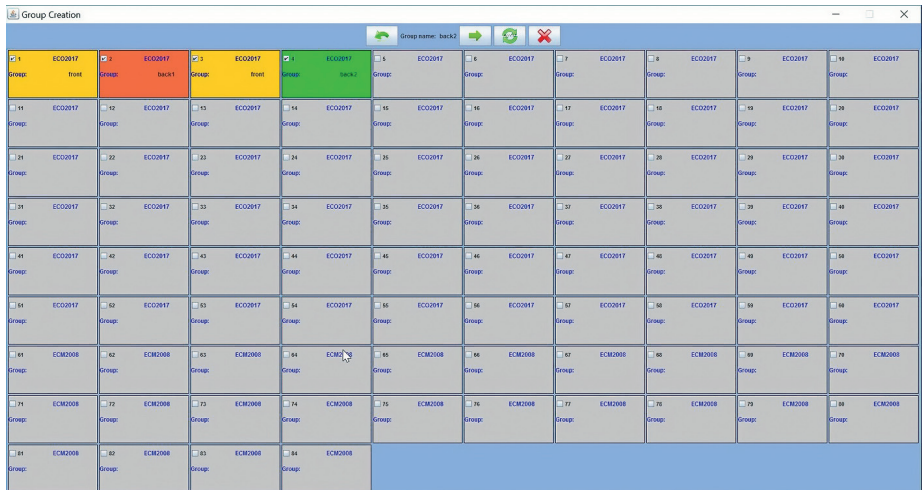 Group Creation
Group name: back2
1 ECO2017 2 ECO2017 3 ECO2017 4 ECO2017 5 ECO2017 6 ECO2017 7 ECO2017 8 ECO2017 9 ECO2017 10 ECO2017
Group: front Group: back1 Group: front Group: back2 Group: Group: Group: Group: Group: Group:
11 ECO2017 12 ECO2017 13 ECO2017 14 ECO2017 15 ECO2017 16 ECO2017 17 ECO2017 18 ECO2017 19 ECO2017 20 ECO2017
Group: Group: Group: Group: Group: Group: Group: Group: Group: Group:
21 ECO2017 22 ECO2017 23 ECO2017 24 ECO2017 25 ECO2017 26 ECO2017 27 ECO2017 28 ECO2017 29 ECO2017 30 ECO2017
Group: Group: Group: Group: Group: Group: Group: Group: Group: Group:
31 ECO2017 32 ECO2017 33 ECO2017 34 ECO2017 35 ECO2017 36 ECO2017 37 ECO2017 38 ECO2017 39 ECO2017 40 ECO2017
Group: Group: Group: Group: Group: Group: Group: Group: Group: Group:
41 ECO2017 42 ECO2017 43 ECO2017 44 ECO2017 45 ECO2017 46 ECO2017 47 ECO2017 48 ECO2017 49 ECO2017 50 ECO2017
Group: Group: Group: Group: Group: Group: Group: Group: Group: Group:
51 ECO2017 52 ECO2017 53 ECO2017 54 ECO2017 55 ECO2017 56 ECO2017 57 ECO2017 58 ECO2017 59 ECO2017 60 ECO2017
Group: Group: Group: Group: Group: Group: Group: Group: Group: Group:
61 ECM2008 62 ECM2008 63 ECM2008 64 65 ECM2008 66 ECM2008 67 ECM2008 68 ECM2008 69 ECM2008 70 ECM2008
Group: Group: Group: Group: Group: Group: Group: Group: Group: Group:
71 ECM2008 72 ECM2008 73 ECM2008 74 ECM2008 75 ECM2008 76 ECM2008 77 ECM2008 78 ECM2008 79 ECM2008 80 ECM2008
Group: Group: Group: Group: Group: Group: Group: Group: Group: Group:
81 ECM2008 82 ECM2008 83 ECM2008 84 ECM2008
Group: Group: Group: Group: